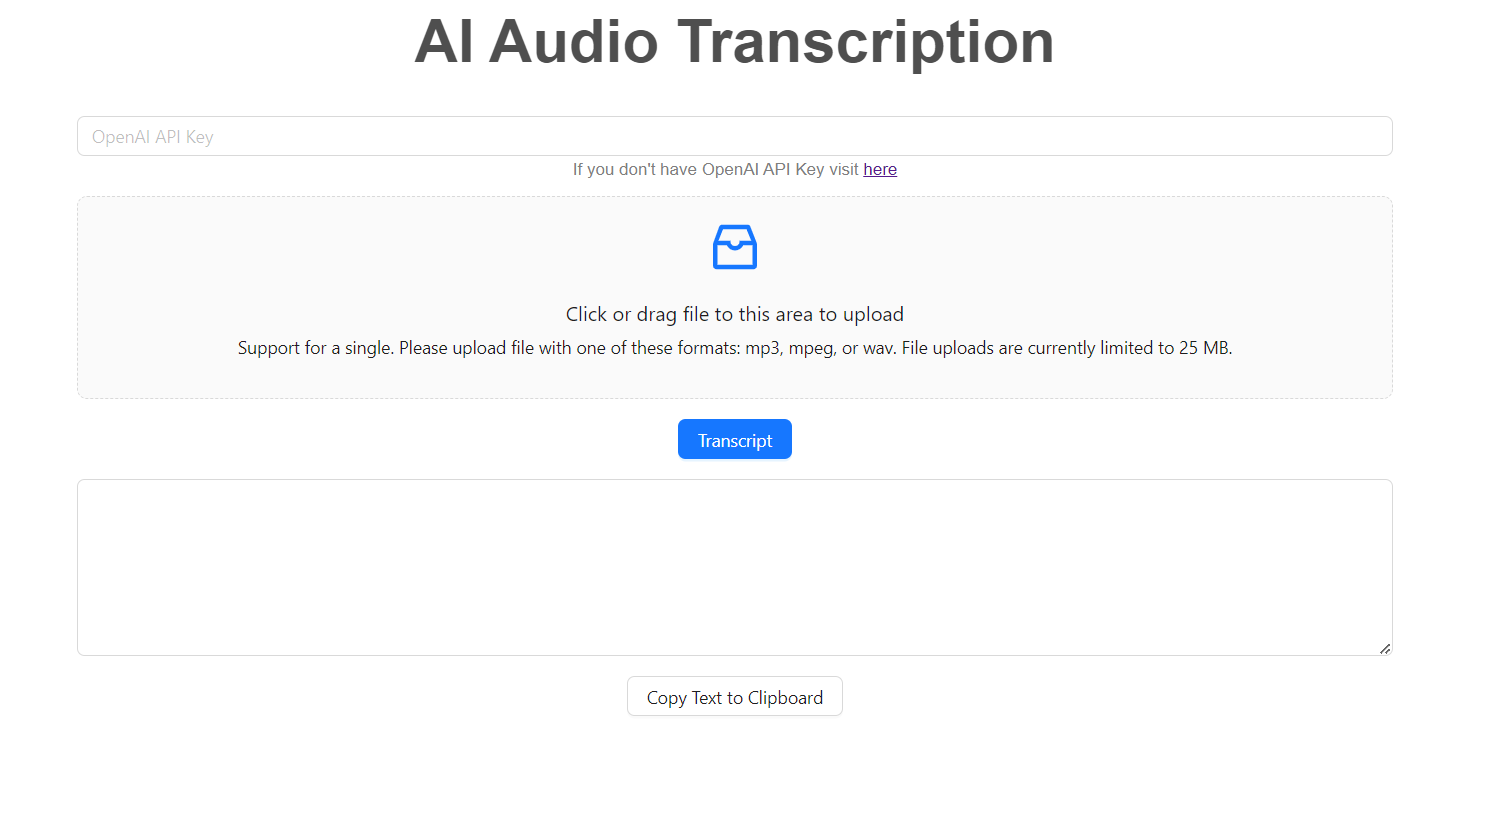 AI Audio Transcription
OpenAI API Key
If you don't have OpenAI API Key visit here
Click or drag file to this area to upload
Support for a single. Please upload file with one of these formats: mp3, mpeg, or wav. File uploads are currently limited to 25 MB.
Transcript
Copy Text to Clipboard